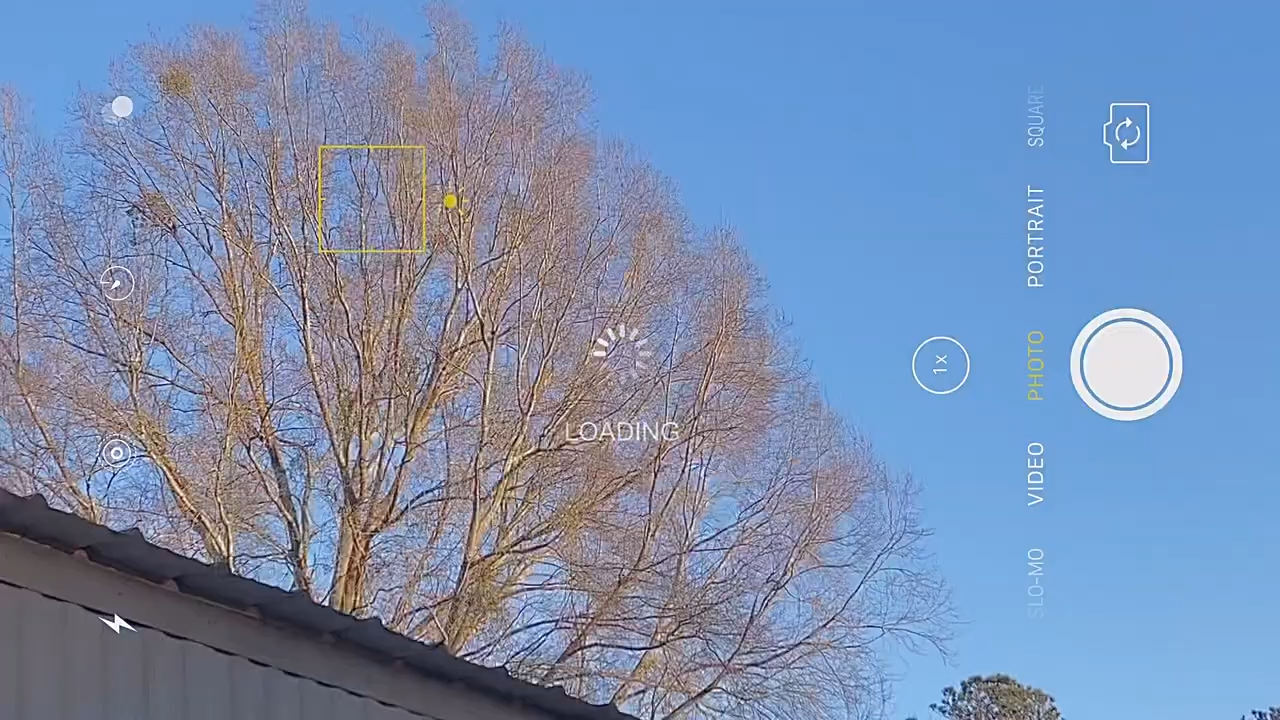 SQUARE
PORTRAIT
1x
PHOTO
LOADING
VIDEO
SLO-MO